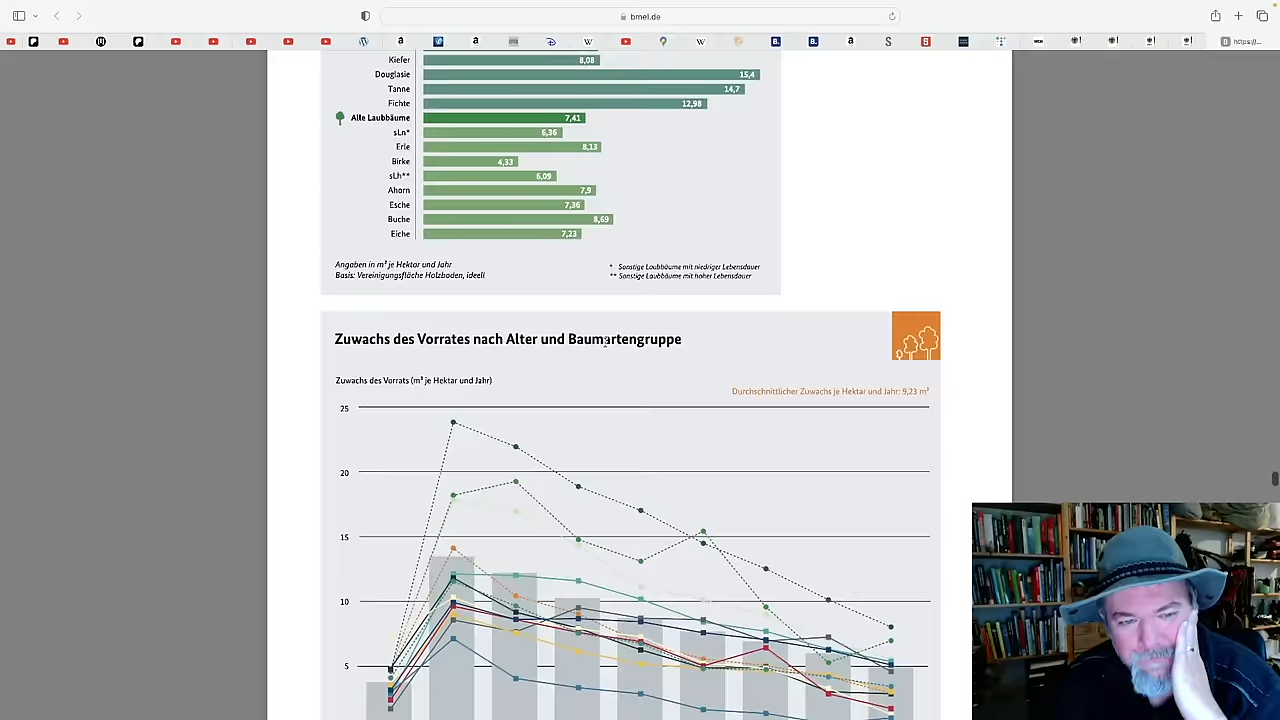 bmel.de
https://...
Kiefer 8,08
Douglasie 15,4
Tanne 14,7
Fichte 12,98
Alle Laubbäume 7,41
sLn* 6,36
Erle 8,13
Birke 4,33
sLh** 6,09
Ahorn 7,9
Esche 7,36
Buche 8,69
Eiche 7,23
Angaben in m³ je Hektar und Jahr
Basis: Vereinigungsfläche Holzboden, ideell
* Sonstige Laubbäume mit niedriger Lebensdauer
** Sonstige Laubbäume mit hoher Lebensdauer
Zuwachs des Vorrates nach Alter und Baumartengruppe
Zuwachs des Vorrats (m³ je Hektar und Jahr)
Durchschnittlicher Zuwachs je Hektar und Jahr: 9,23 m³
25
20
15
10
5